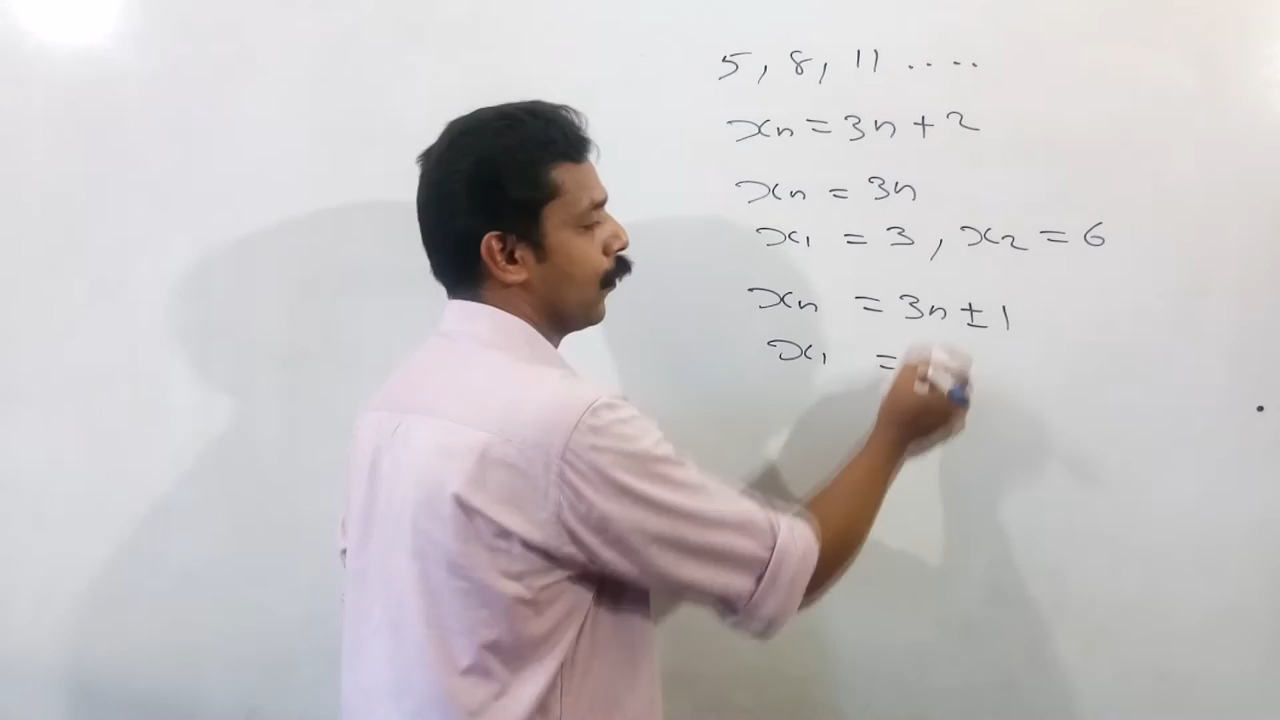 5, 8, 11 ....
xn = 3n + 2
xn = 3n
x1 = 3, x2 = 6
xn = 3n ± 1
x1 =